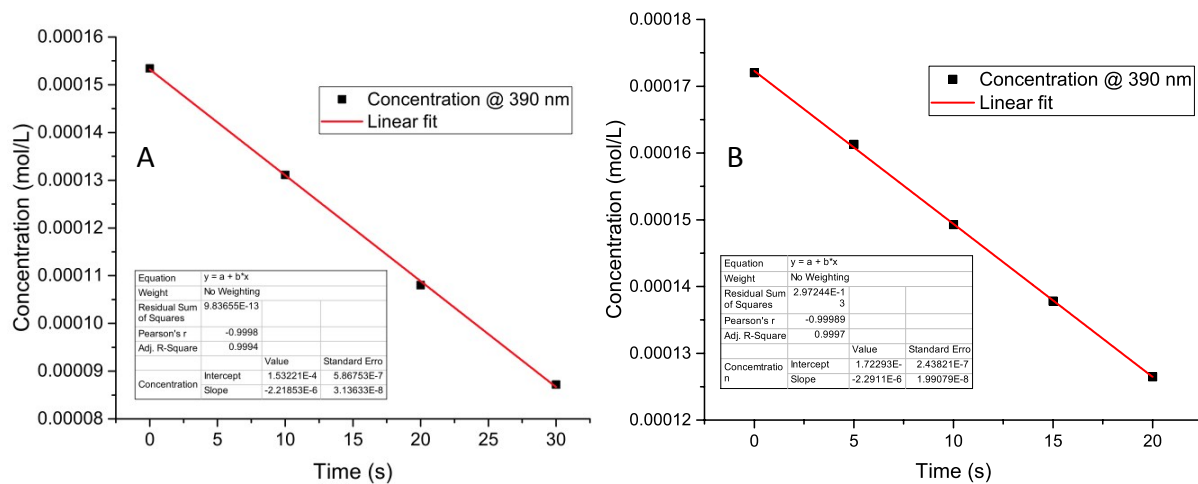 0.00016
0.00015
0.00014
0.00013
0.00012
0.00011
0.00010
0.00009
0.00008
Concentration (mol/L)
A
Concentration @ 390 nm
Linear fit
Equation y = a + b*x
Weight No Weighting
Residual Sum 9.83655E-13
of Squares
Pearson's r -0.9998
Adj. R-Square 0.9994
Value Standard Erro
Concentration Intercept 1.53221E-4 5.86753E-7
Slope -2.21853E-6 3.13633E-8
0 5 10 15 20 25 30
Time (s)
0.00018
0.00017
0.00016
0.00015
0.00014
0.00013
0.00012
Concentration (mol/L)
B
Concentration @ 390 nm
Linear fit
Equation y = a + b*x
Weight No Weighting
Residual Sum 2.97244E-1
of Squares 3
Pearson's r -0.99989
Adj. R-Square 0.9997
Value Standard Erro
Concemtratio Intercept 1.72293E- 2.43821E-7
n Slope -2.2911E-6 1.99079E-8
0 5 10 15 20
Time (s)